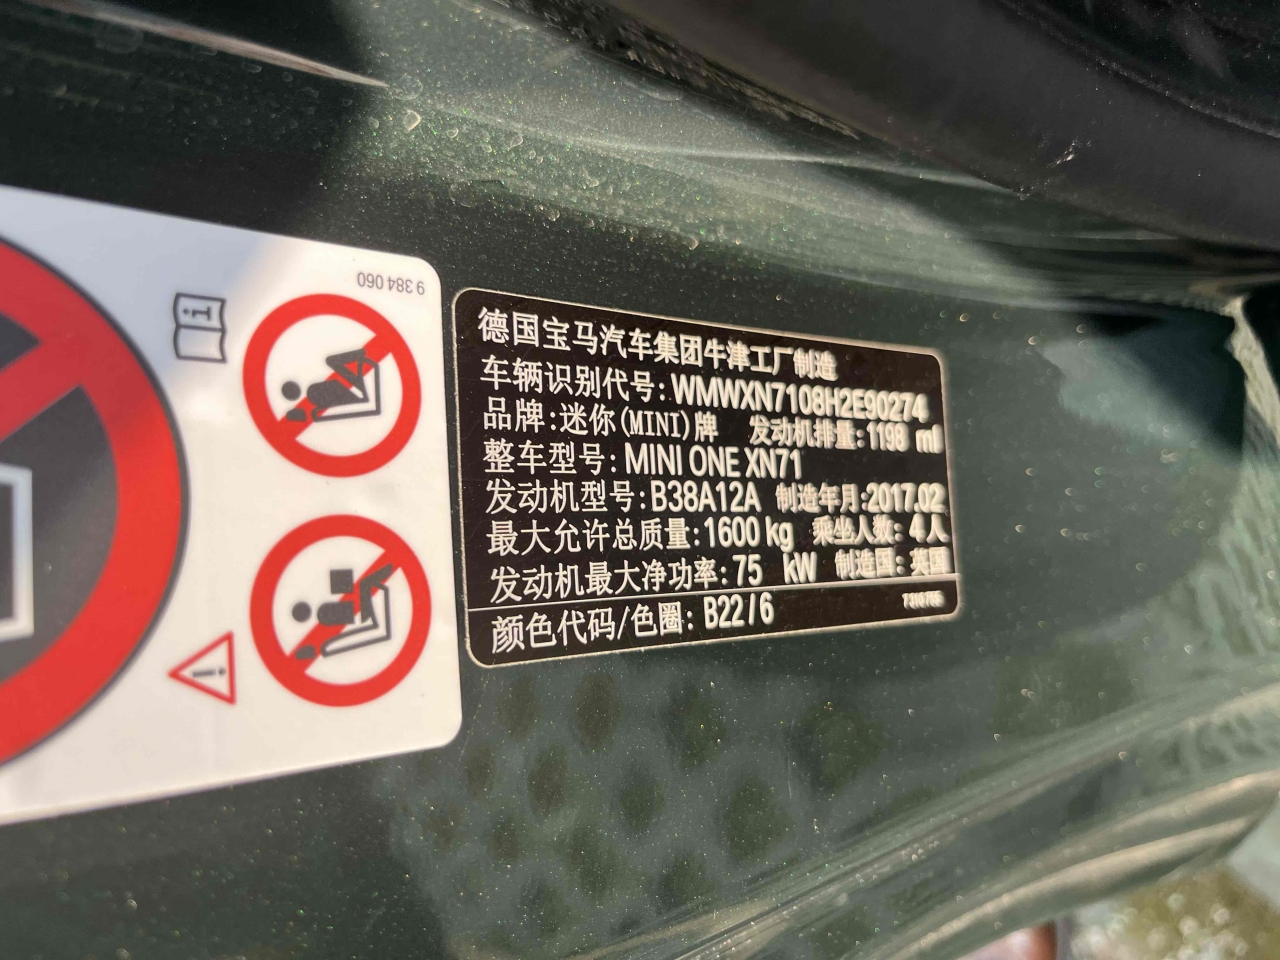 9 384 060
德国宝马汽车集团牛津工厂制造
车辆识别代号: WMWXN7108H2E90274
品牌:迷你(MINI)牌 发动机排量:1198 ml
整车型号: MINI ONE XN71
发动机型号: B38A12A 制造年月:2017.02
最大允许总质量:1600 kg 乘坐人数: 4人
发动机最大净功率:75 kW 制造国: 英国
颜色代码/色圈: B22/6